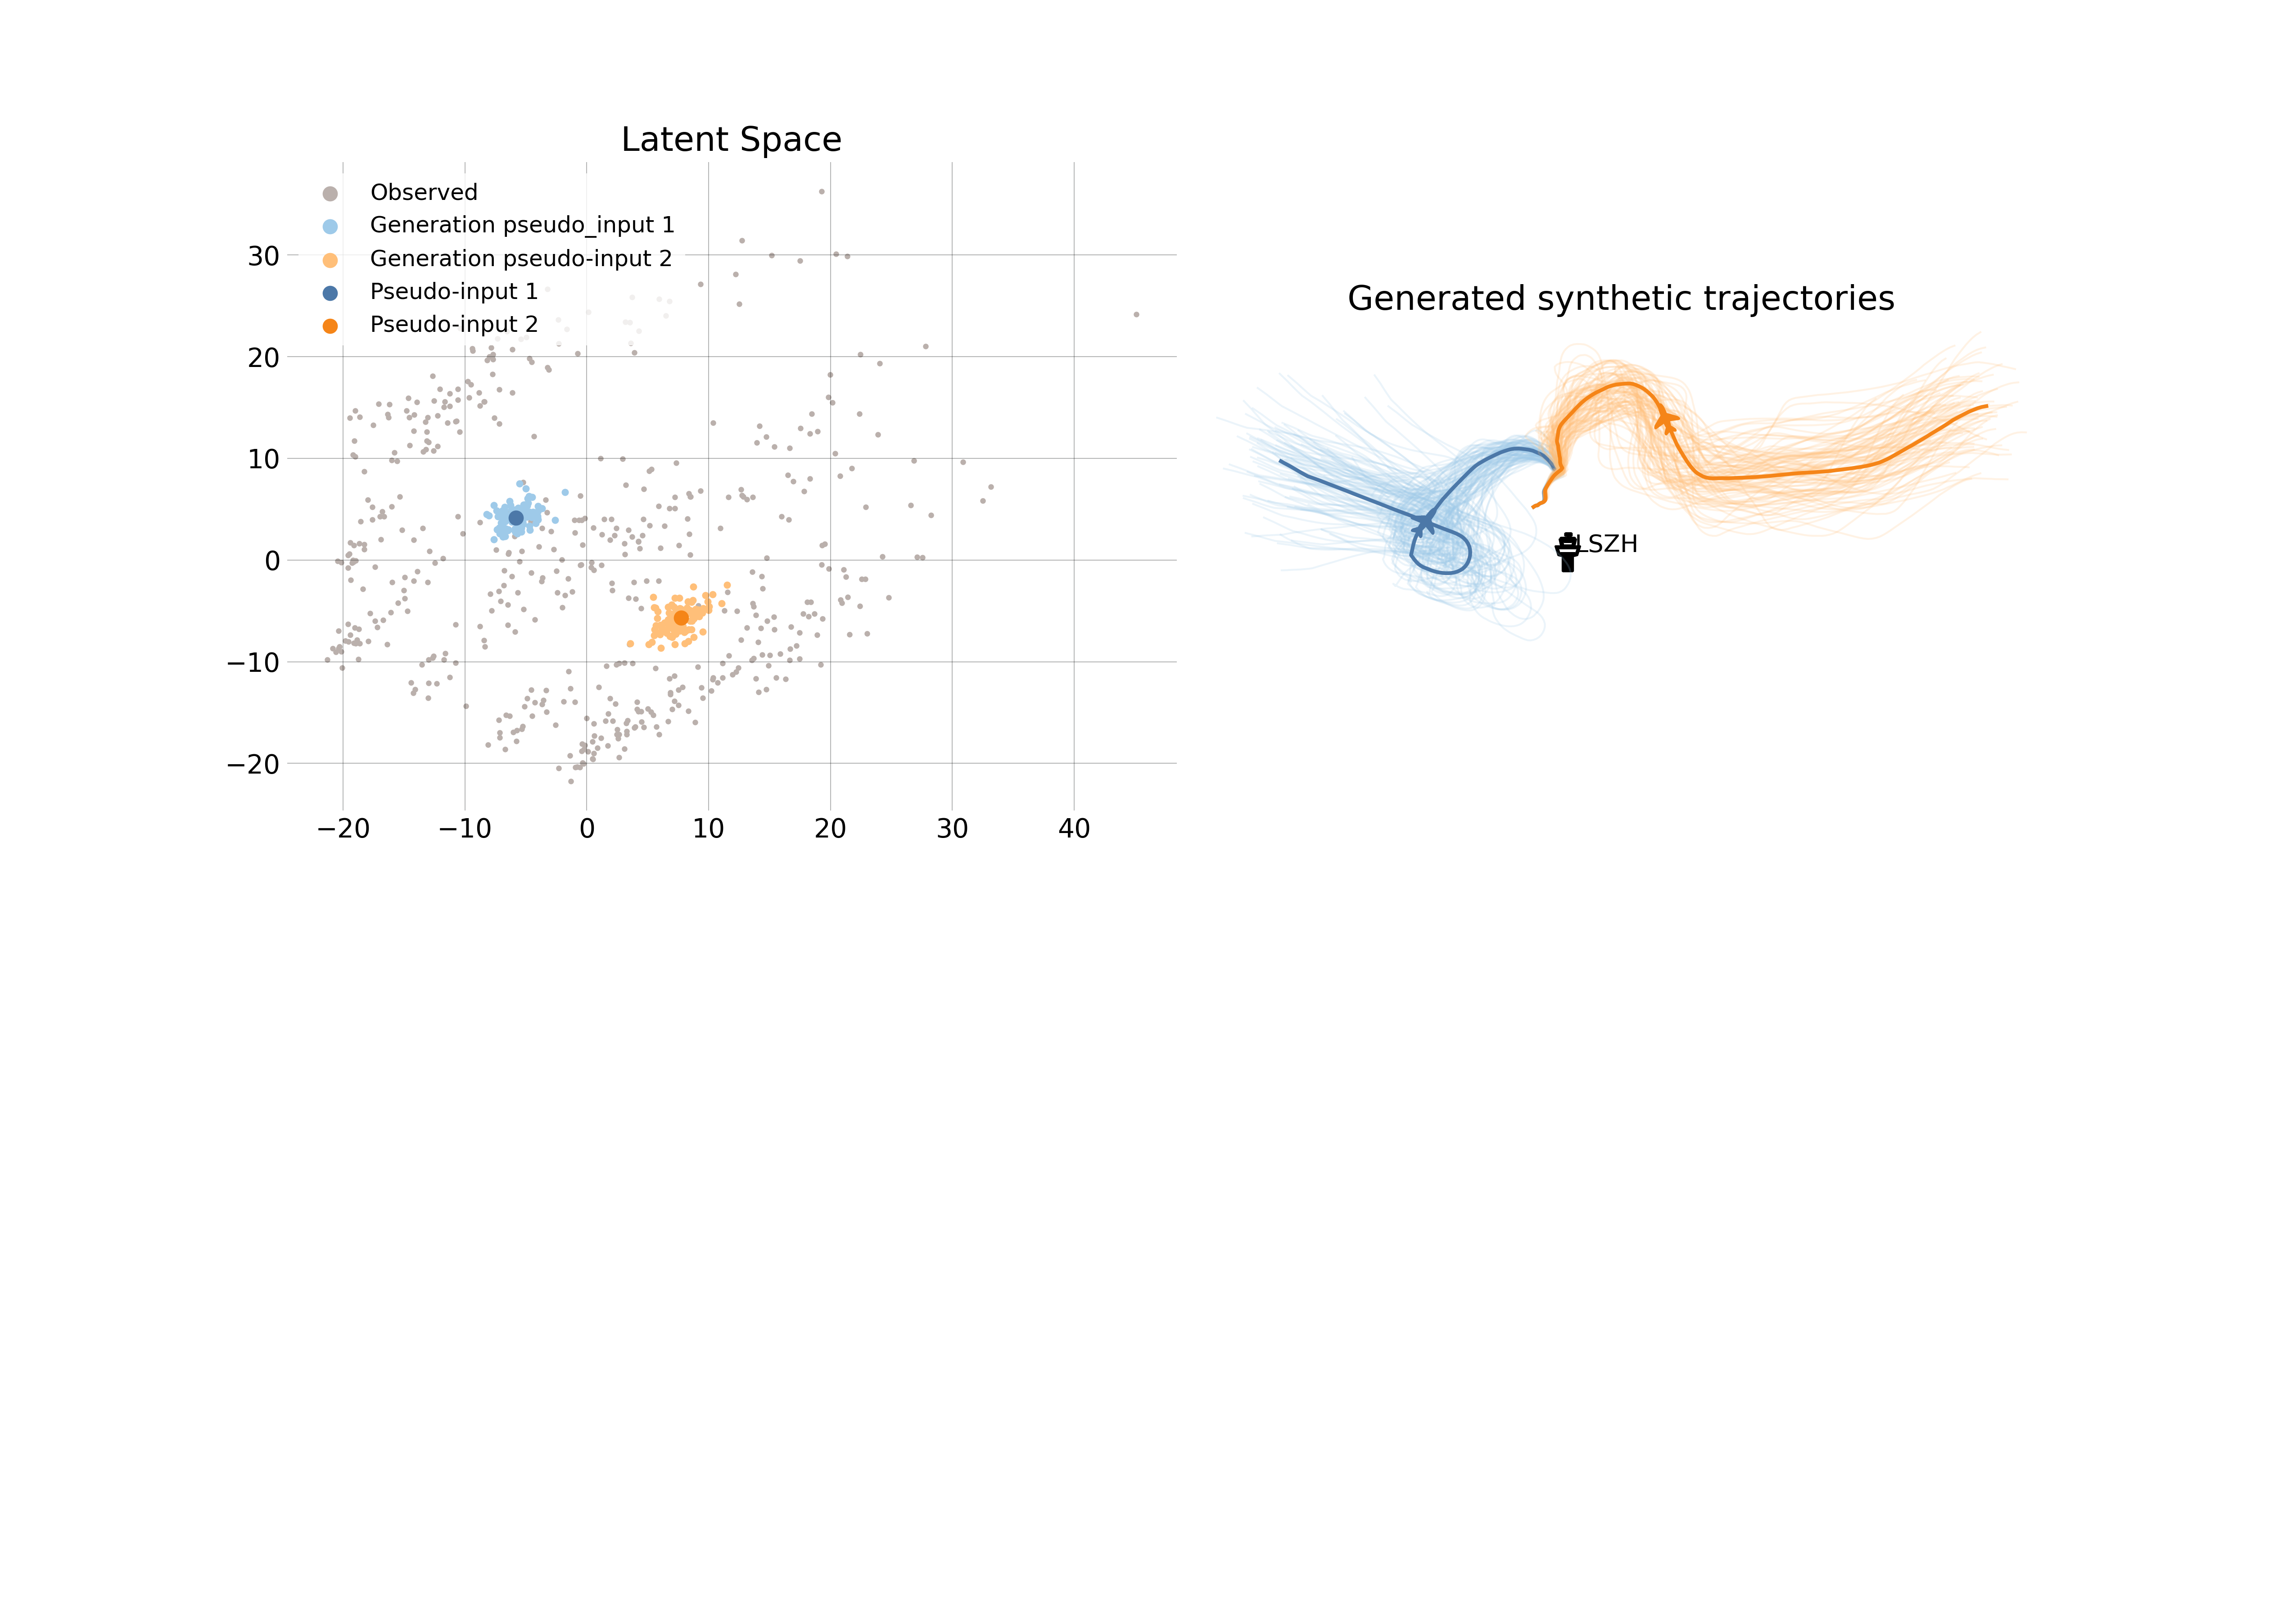 Latent Space
Observed
Generation pseudo_input 1
Generation pseudo-input 2
Pseudo-input 1
Pseudo-input 2
30
20
10
0
−10
−20
−20
−10
0
10
20
30
40
Generated synthetic trajectories
LSZH